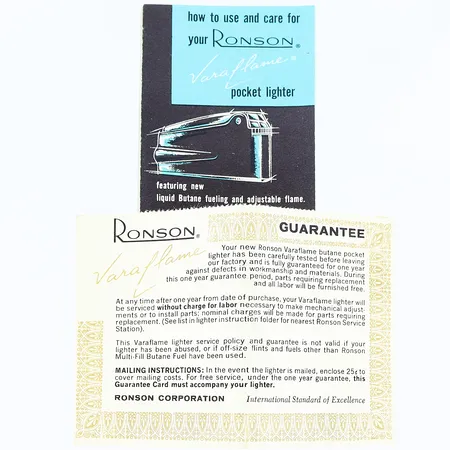 how to use and care for
your RONSON®
Varaflame®
pocket lighter
featuring new
liquid Butane fueling and adjustable flame.
RONSON®
GUARANTEE
Varaflame
Your new Ronson Varaflame butane pocket
lighter has been carefully tested before leaving
our factory and is fully guaranteed for one year
against defects in workmanship and materials. During
this one year guarantee period, parts requiring replacement
and all labor will be furnished free.
At any time after one year from date of purchase, your Varaflame lighter will
be serviced without charge for labor necessary to make mechanical adjust-
ments or to install parts; nominal charges will be made for parts requiring
replacement. (See list in lighter instruction folder for nearest Ronson Service
Station).
This Varaflame lighter service policy and guarantee is not valid if your
lighter has been abused, or if off-size flints and fuels other than Ronson
Multi-Fill Butane Fuel have been used.
MAILING INSTRUCTIONS: In the event the lighter is mailed, enclose 25¢ to
cover mailing costs. For free service, under the one year guarantee, this
Guarantee Card must accompany your lighter.
RONSON CORPORATION
International Standard of Excellence